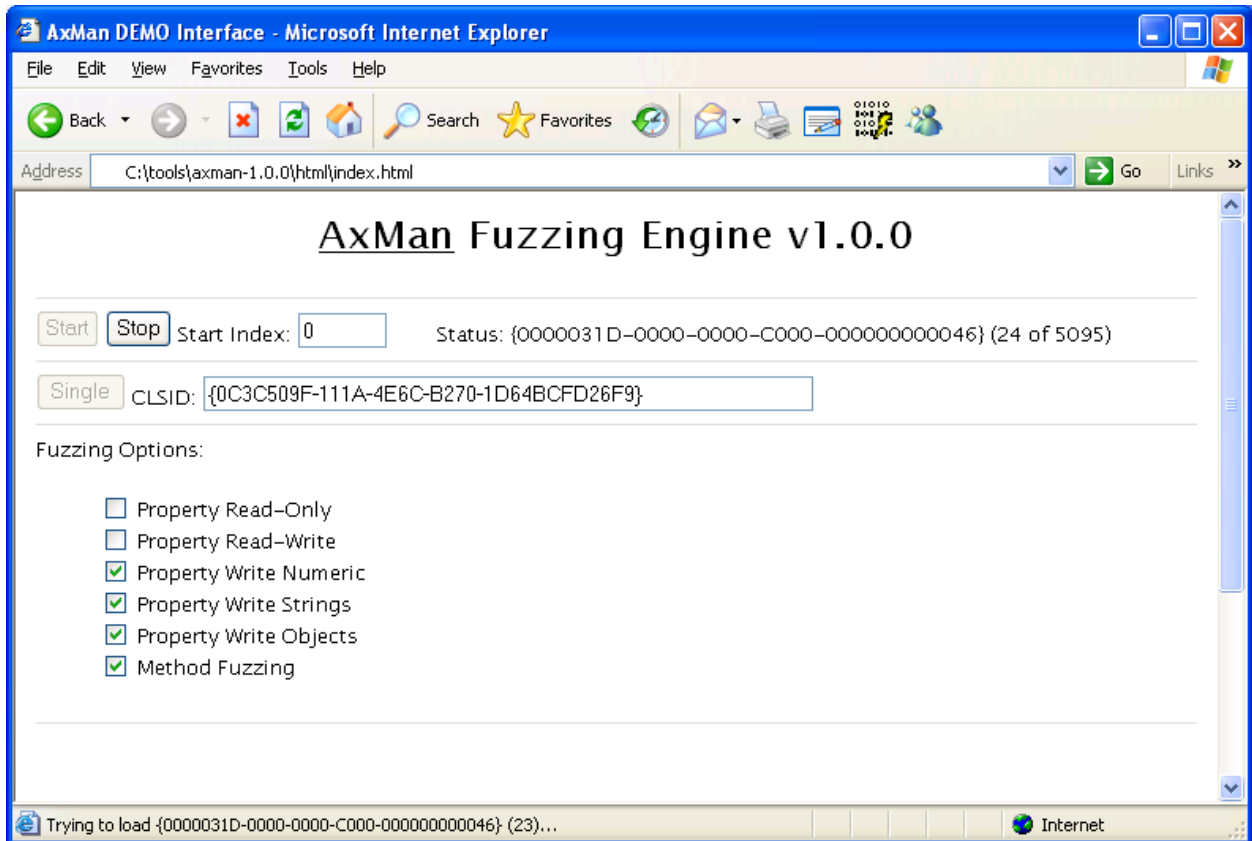 AxMan DEMO Interface - Microsoft Internet Explorer
File Edit View Favorites Tools Help
Back Search Favorites
Address C:\tools\axman-1.0.0\html\index.html Go Links »
AxMan Fuzzing Engine v1.0.0
Start Stop Start Index: 0 Status: {0000031D-0000-0000-C000-000000000046} (24 of 5095)
Single CLSID: {0C3C509F-111A-4E6C-B270-1D64BCFD26F9}
Fuzzing Options:
Property Read-Only
Property Read-Write
Property Write Numeric
Property Write Strings
Property Write Objects
Method Fuzzing
Trying to load {0000031D-0000-0000-C000-000000000046} (23)... Internet